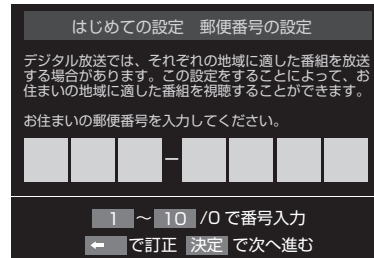 はじめての設定　郵便番号の設定
デジタル放送では、それぞれの地域に適した番組を放送
する場合があります。この設定をすることによって、お
住まいの地域に適した番組を視聴することができます。
お住まいの郵便番号を入力してください。
－
1 ～ 10 /0 で番号入力
← で訂正 決定 で次へ進む